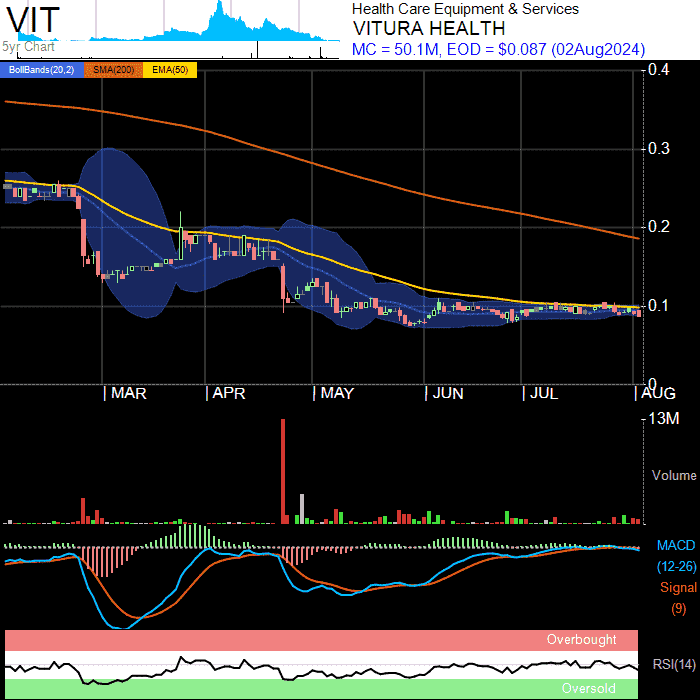 VIT
5yr Chart
Health Care Equipment & Services
VITURA HEALTH
MC = 50.1M, EOD = $0.087 (02Aug2024)
BollBands(20,2) SMA(200) EMA(50)
0.4
0.3
0.2
0.1
0
MAR APR MAY JUN JUL AUG
13M
Volume
MACD
(12-26)
Signal
(9)
Overbought
RSI(14)
Oversold